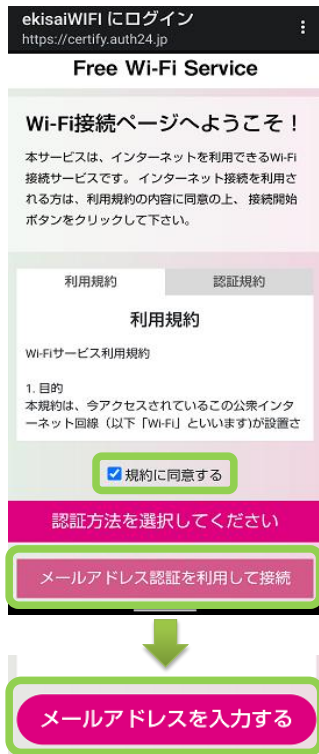 ekisaiWIFI にログイン
https://certify.auth24.jp
Free Wi-Fi Service
Wi-Fi接続ページへようこそ！
本サービスは、インターネットを利用できるWi-Fi
接続サービスです。 インターネット接続を利用さ
れる方は、利用規約の内容に同意の上、 接続開始
ボタンをクリックして下さい。
利用規約 認証規約
利用規約
Wi-Fiサービス利用規約
1. 目的
本規約は、今アクセスされているこの公衆インタ
ーネット回線（以下「Wi-Fi」といいます)が設置さ
規約に同意する
認証方法を選択してください
メールアドレス認証を利用して接続
メールアドレスを入力する